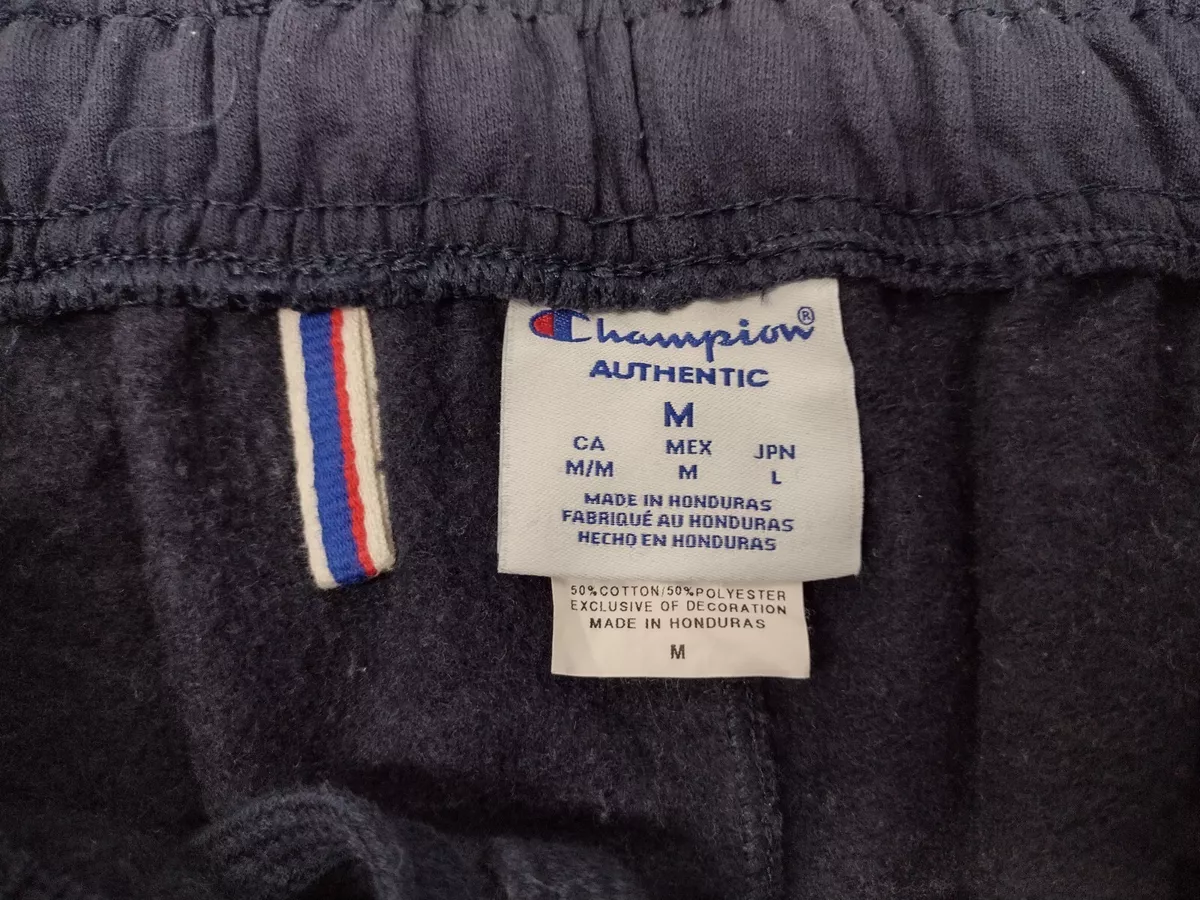 Champion®
AUTHENTIC
M
CA MEX JPN
M/M M L
MADE IN HONDURAS
FABRIQUÉ AU HONDURAS
HECHO EN HONDURAS
50%COTTON/50%POLYESTER
EXCLUSIVE OF DECORATION
MADE IN HONDURAS
M